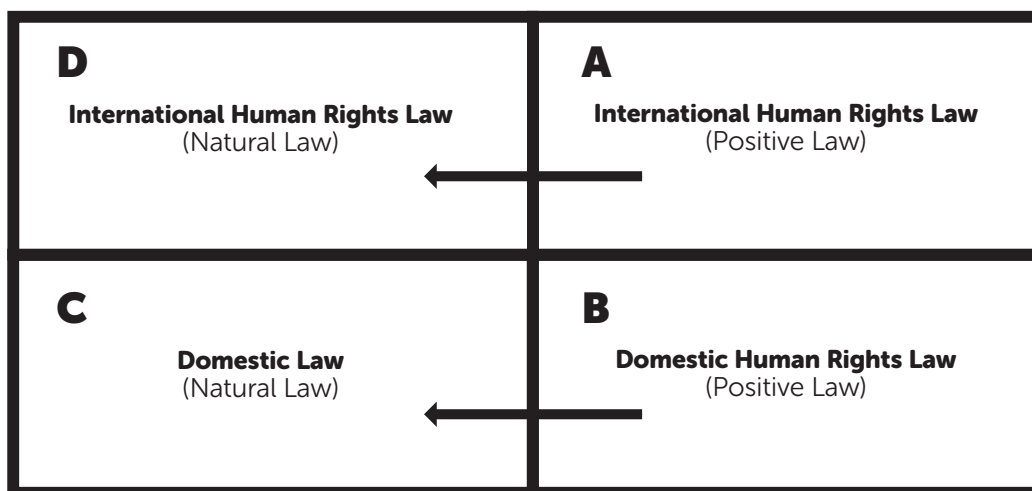 D
International Human Rights Law
(Natural Law)
A
International Human Rights Law
(Positive Law)
C
Domestic Law
(Natural Law)
B
Domestic Human Rights Law
(Positive Law)